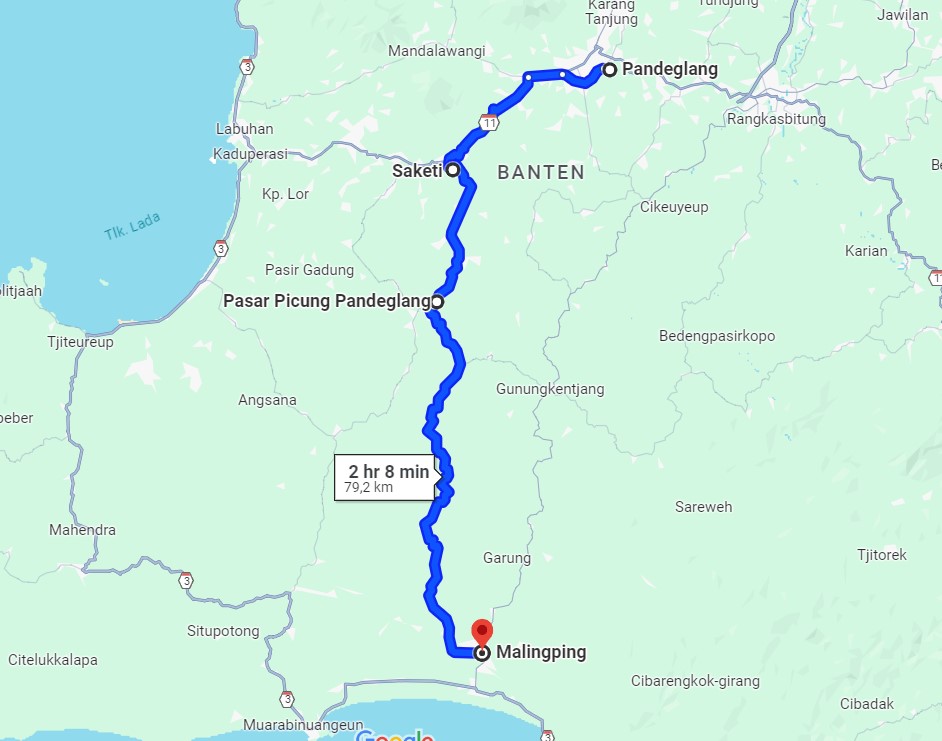 Karang
Tanjung
Jawilan
Mandalawangi
3
Pandeglang
11
Rangkasbitung
Labuhan
Kaduperasi
Saketi
BANTEN
Kp. Lor
Cikeuyeup
Tlk. Lada
3
Karian
Pasir Gadung
Pasar Picung Pandeglang
Tjiteureup
Bedengpasirkopo
Gunungkentjang
Angsana
2 hr 8 min
79,2 km
Sareweh
Mahendra
Tjitorek
Garung
3
Situpotong
Malingping
Citelukkalapa
Cibarengkok-girang
3
Cibadak
Muarabinuangeun
Google
3